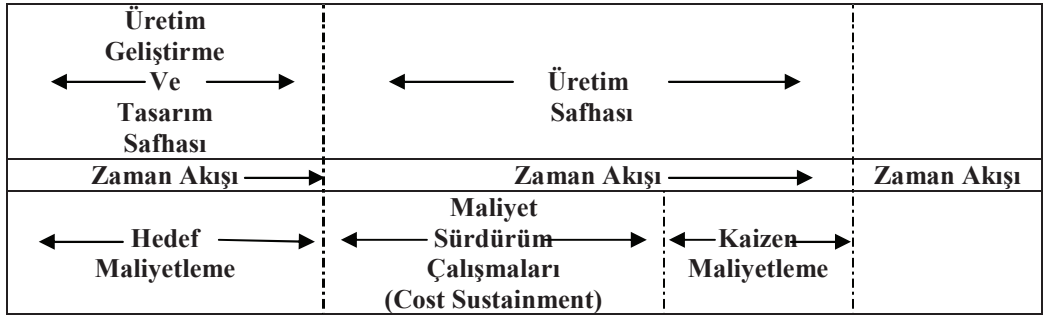 Üretim
Geliştirme
Ve
Tasarım
Safhası
Üretim
Safhası
Zaman Akışı
Zaman Akışı
Zaman Akışı
Hedef
Maliyetleme
Maliyet
Sürdürüm
Çalışmaları
(Cost Sustainment)
Kaizen
Maliyetleme